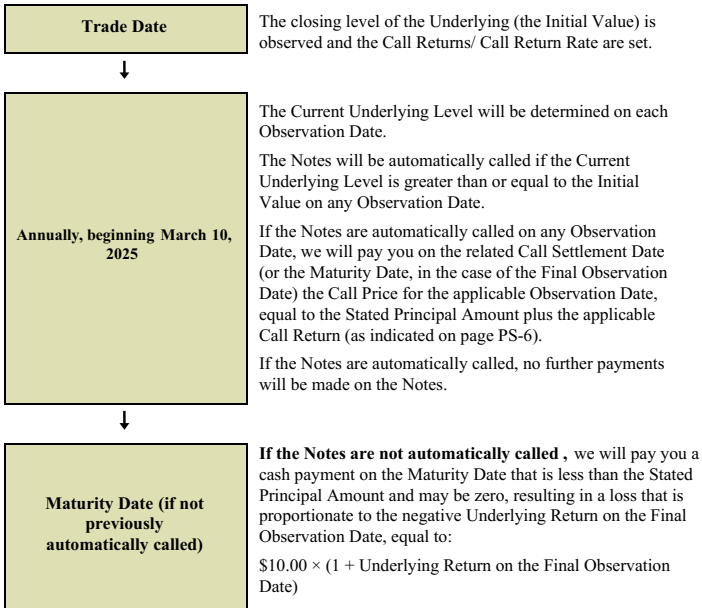 Trade Date
The closing level of the Underlying (the Initial Value) is
observed and the Call Returns/ Call Return Rate are set.
Annually, beginning March 10,
2025
The Current Underlying Level will be determined on each
Observation Date.
The Notes will be automatically called if the Current
Underlying Level is greater than or equal to the Initial
Value on any Observation Date.
If the Notes are automatically called on any Observation
Date, we will pay you on the related Call Settlement Date
(or the Maturity Date, in the case of the Final Observation
Date) the Call Price for the applicable Observation Date,
equal to the Stated Principal Amount plus the applicable
Call Return (as indicated on page PS-6).
If the Notes are automatically called, no further payments
will be made on the Notes.
Maturity Date (if not
previously
automatically called)
If the Notes are not automatically called , we will pay you a
cash payment on the Maturity Date that is less than the Stated
Principal Amount and may be zero, resulting in a loss that is
proportionate to the negative Underlying Return on the Final
Observation Date, equal to:
$10.00 × (1 + Underlying Return on the Final Observation
Date)